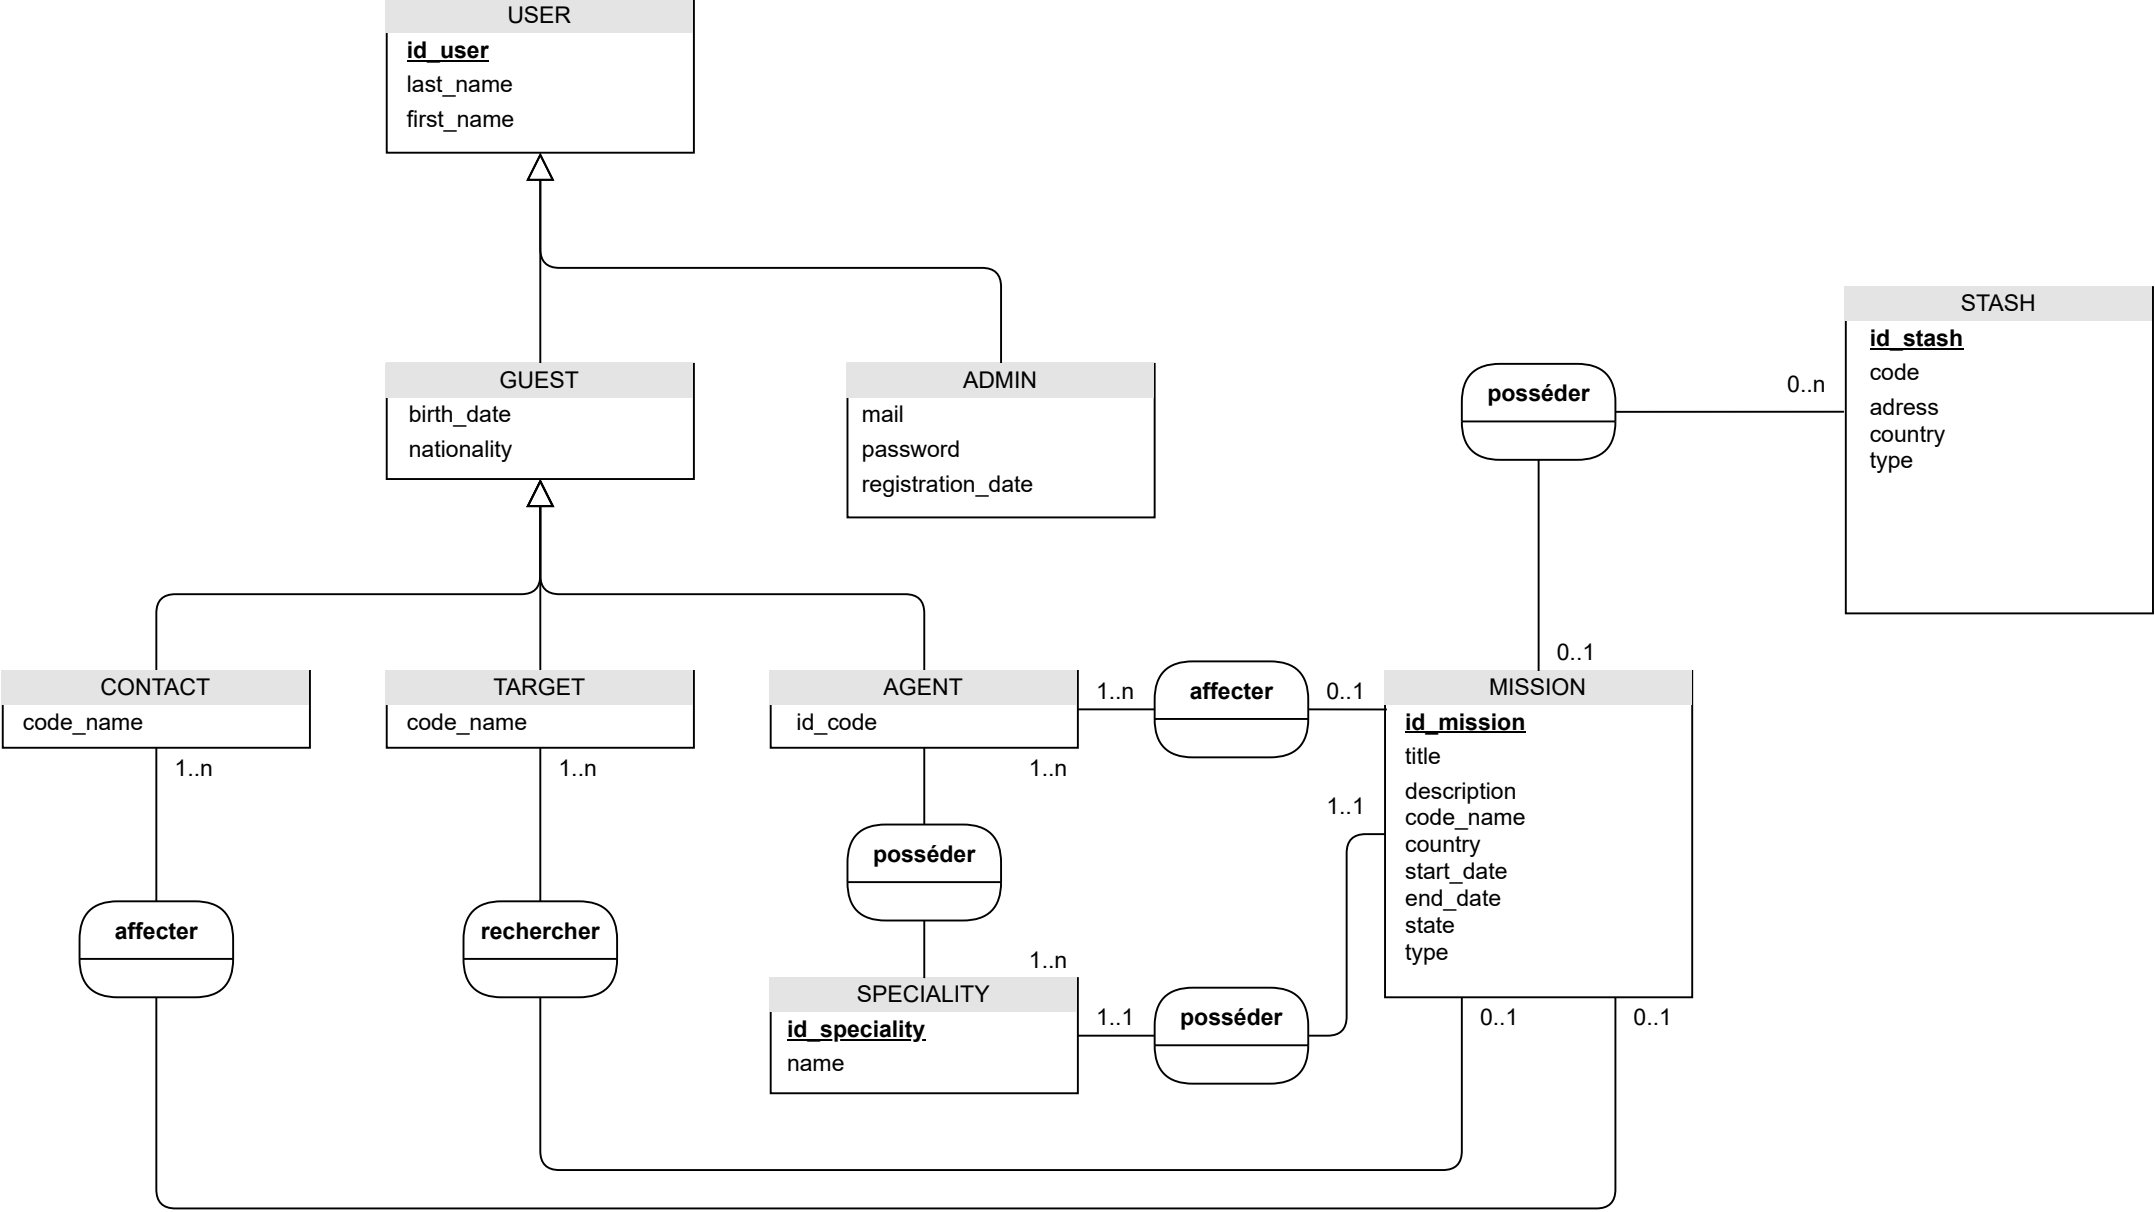 USER
id_user
last_name
first_name
GUEST
birth_date
nationality
ADMIN
mail
password
registration_date
STASH
id_stash
code
adress
country
type
posséder
0..n
0..1
CONTACT
code_name
1..n
TARGET
code_name
1..n
AGENT
id_code
1..n
1..n
affecter
0..1
MISSION
id_mission
title
description
code_name
country
start_date
end_date
state
type
1..1
posséder
affecter
rechercher
1..n
SPECIALITY
id_speciality
name
1..1
posséder
0..1
0..1